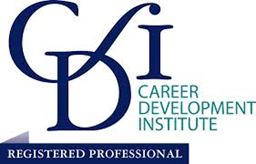 CDI
CAREER
DEVELOPMENT
INSTITUTE
REGISTERED PROFESSIONAL